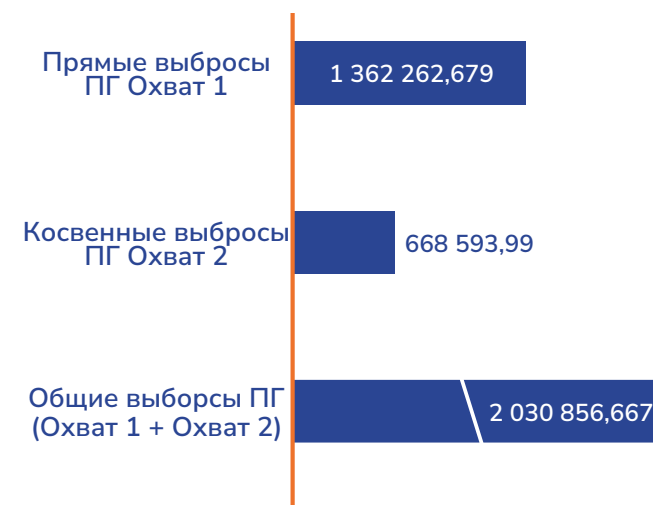 Прямые выбросы
ПГ Охват 1
1 362 262,679
Косвенные выбросы
ПГ Охват 2
668 593,99
Общие выборсы ПГ
(Охват 1 + Охват 2)
2 030 856,667